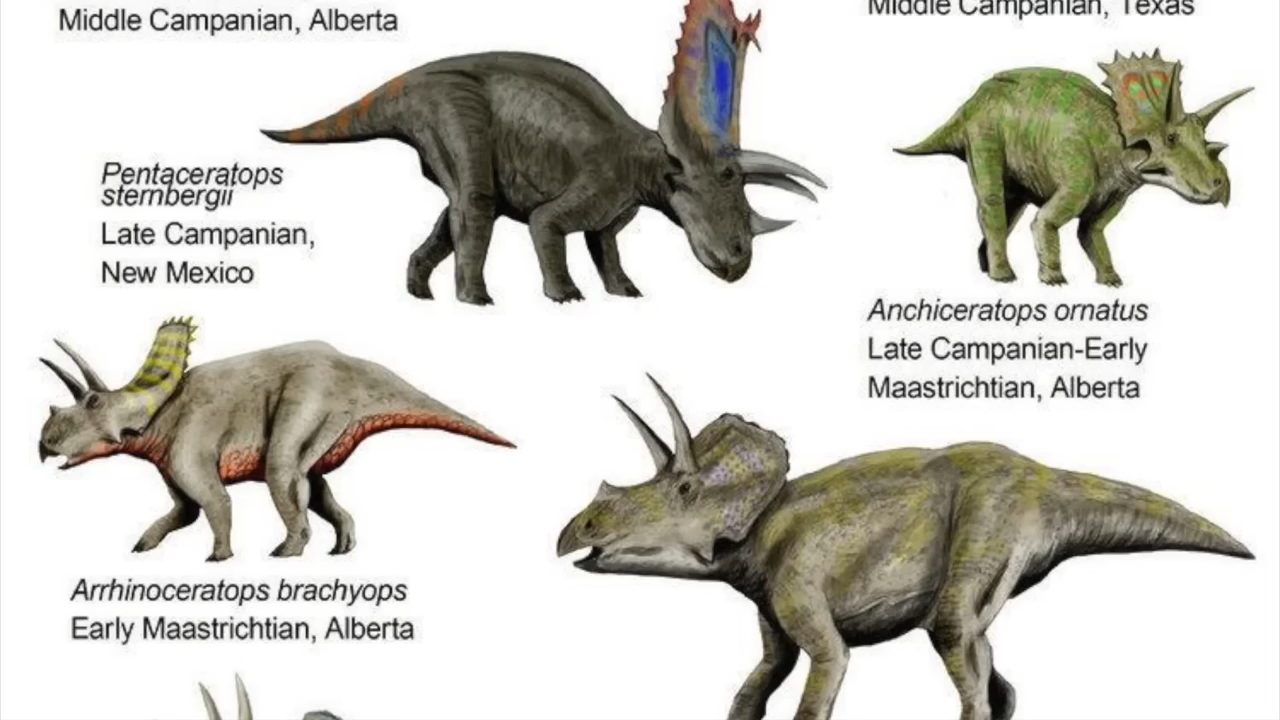 Middle Campanian, Alberta
Middle Campanian, Texas
Pentaceratops
sternbergii
Late Campanian,
New Mexico
Anchiceratops ornatus
Late Campanian-Early
Maastrichtian, Alberta
Arrhinoceratops brachyops
Early Maastrichtian, Alberta